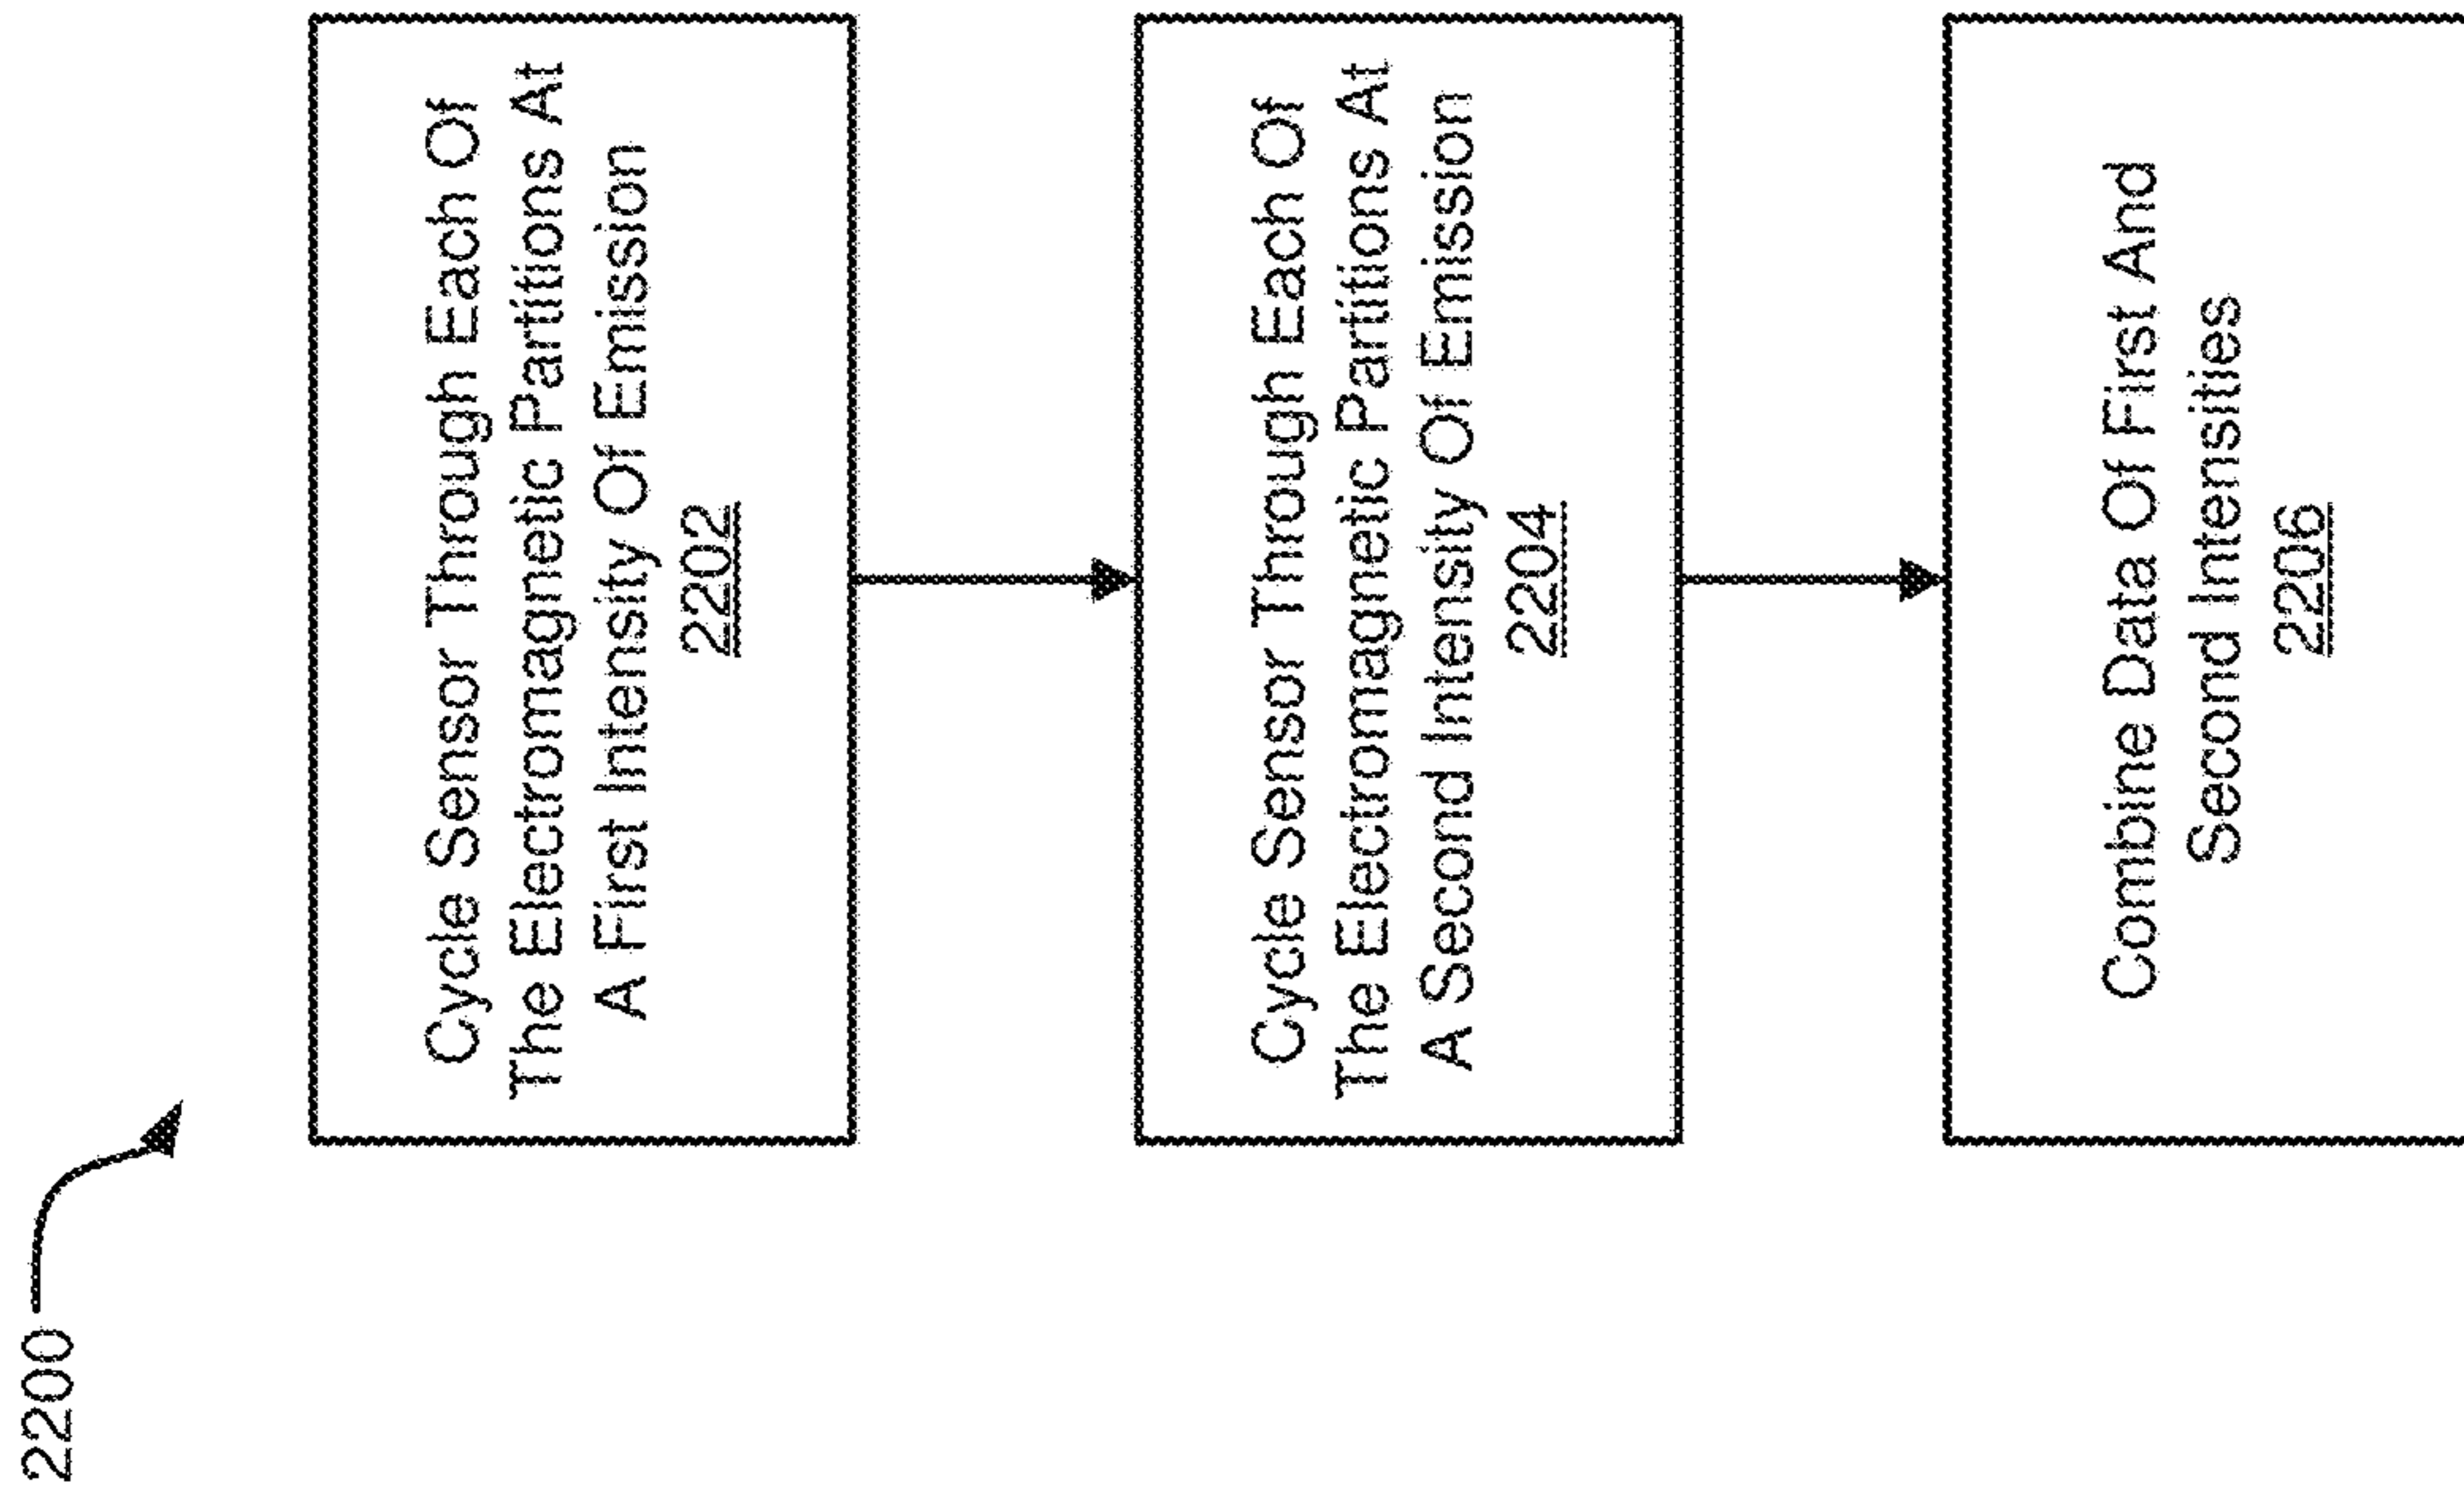 2200
Cycle Sensor Through Each Of
The Electromagnetic Partitions At
A First Intensity Of Emission
2202
Cycle Sensor Through Each Of
The Electromagnetic Partitions At
A Second Intensity Of Emission
2204
Combine Data Of First And
Second Intensities
2206